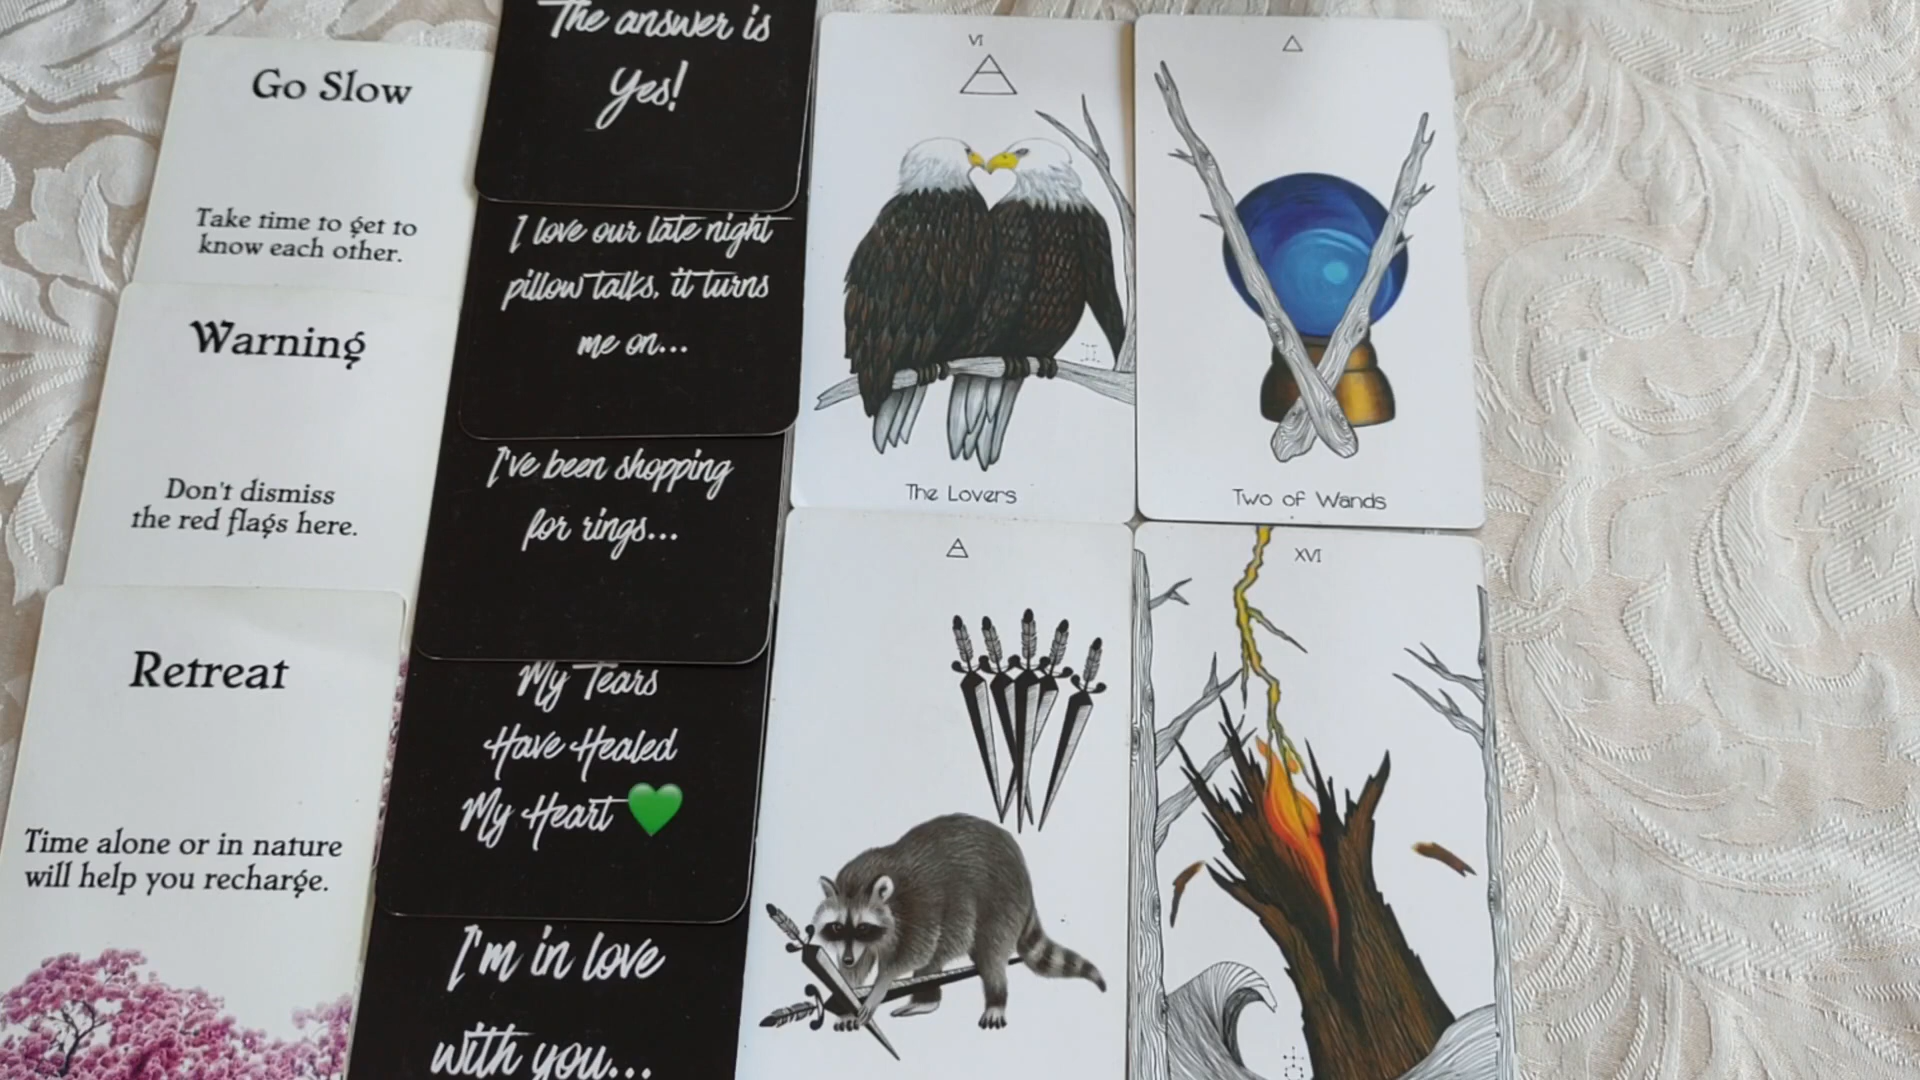 Go Slow
Take time to get to
know each other.
Warning
Don't dismiss
the red flags here.
Retreat
Time alone or in nature
will help you recharge.
The answer is
Yes!
I love our late night
pillow talks, it turns
me on...
I've been shopping
for rings...
My Tears
Have Healed
My Heart 💚
I'm in love
with you...
VI
The Lovers
Two of Wands
XVI